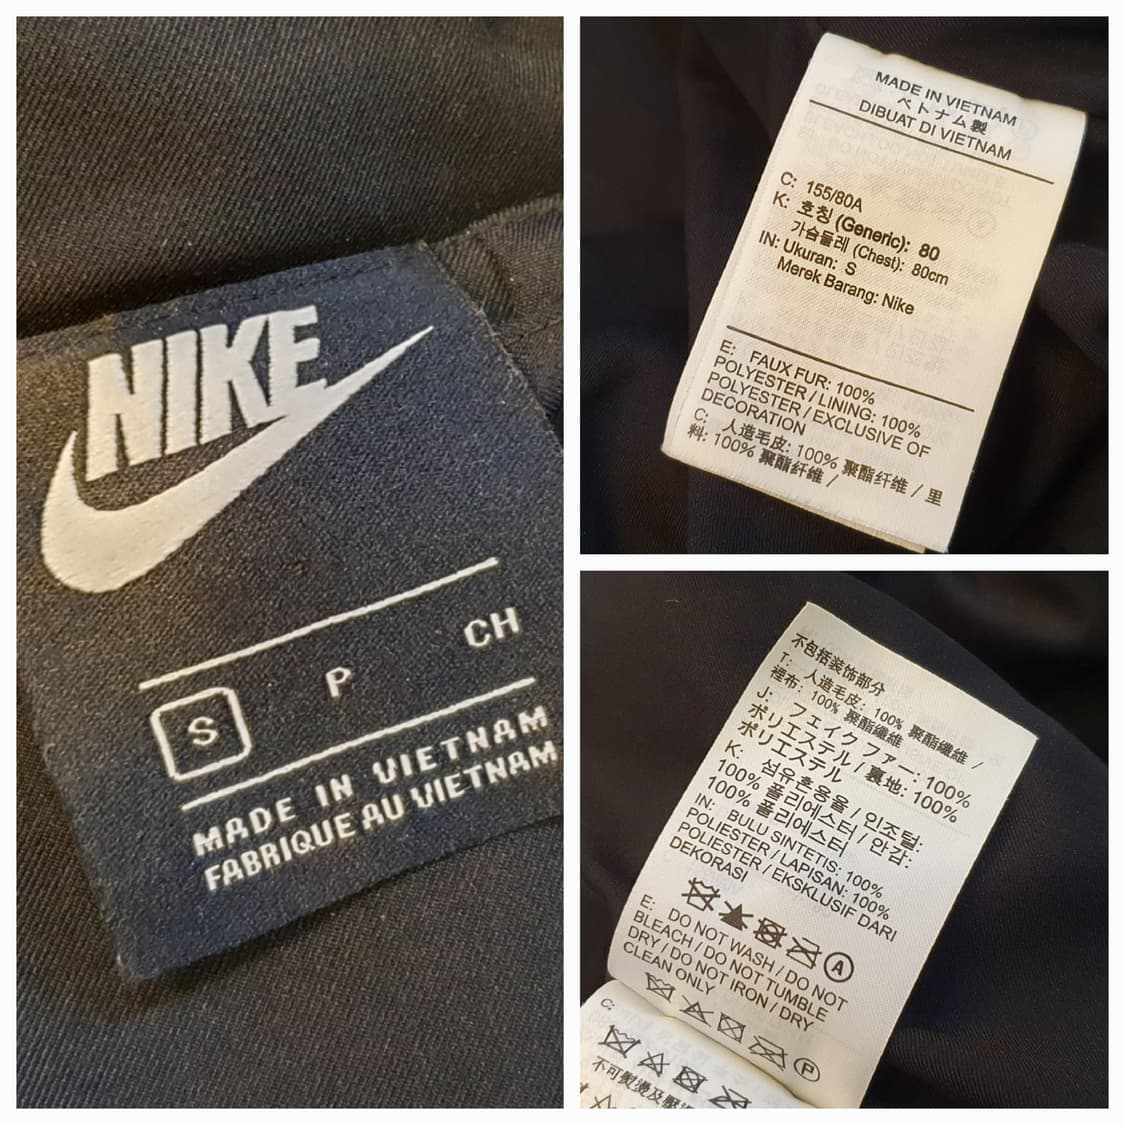 NIKE
S P CH
MADE IN VIETNAM
FABRIQUE AU VIETNAM
MADE IN VIETNAM
ベトナム製
DIBUAT DI VIETNAM
C: 155/80A
K: 호칭 (Generic): 80
가슴둘레 (Chest): 80cm
IN: Ukuran: S
Merek Barang: Nike
E: FAUX FUR: 100%
POLYESTER / LINING: 100%
POLYESTER / EXCLUSIVE OF
DECORATION
C: 人造毛皮: 100% 聚酯纤维 / 里
料: 100% 聚酯纤维 /
不包括装饰部分
T: 人造毛皮: 100% 聚酯纖維 /
裡布: 100% 聚酯纖維
J: フェイク ファー: 100%
ポリエステル / 裏地: 100%
ポリエステル
K: 섬유혼용율 / 인조털:
100% 폴리에스터 / 안감:
100% 폴리에스터
IN: BULU SINTETIS: 100%
POLIESTER / LAPISAN: 100%
POLIESTER / EKSKLUSIF DARI
DEKORASI
A
E: DO NOT WASH / DO NOT
BLEACH / DO NOT TUMBLE
DRY / DO NOT IRON / DRY
CLEAN ONLY
P
C:
不可熨燙及壓